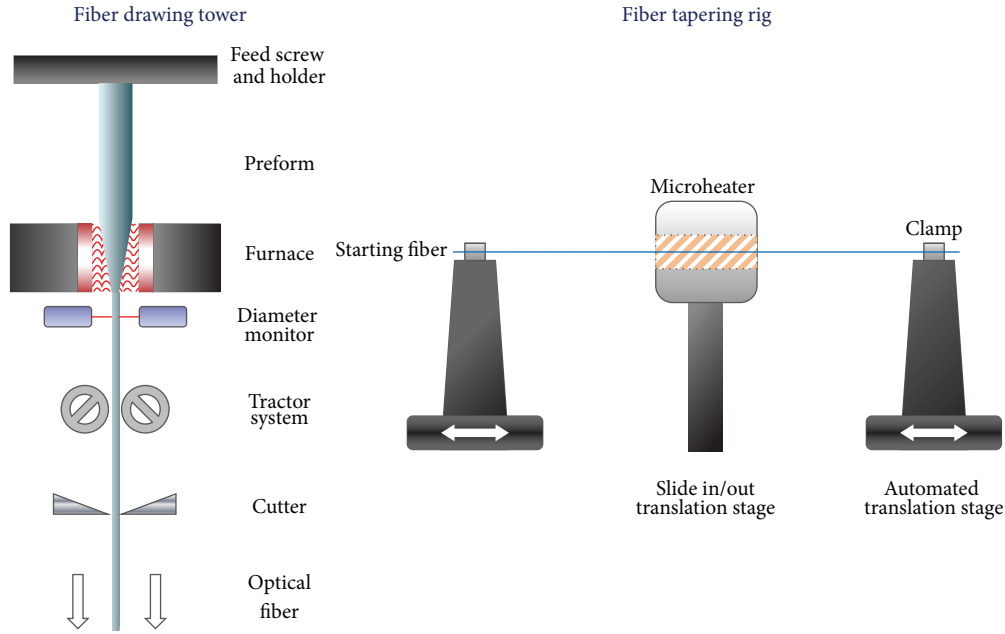 Fiber drawing tower
Feed screw
and holder
Preform
Furnace
Diameter
monitor
Tractor
system
Cutter
Optical
fiber
Fiber tapering rig
Microheater
Starting fiber
Clamp
Slide in/out
translation stage
Automated
translation stage